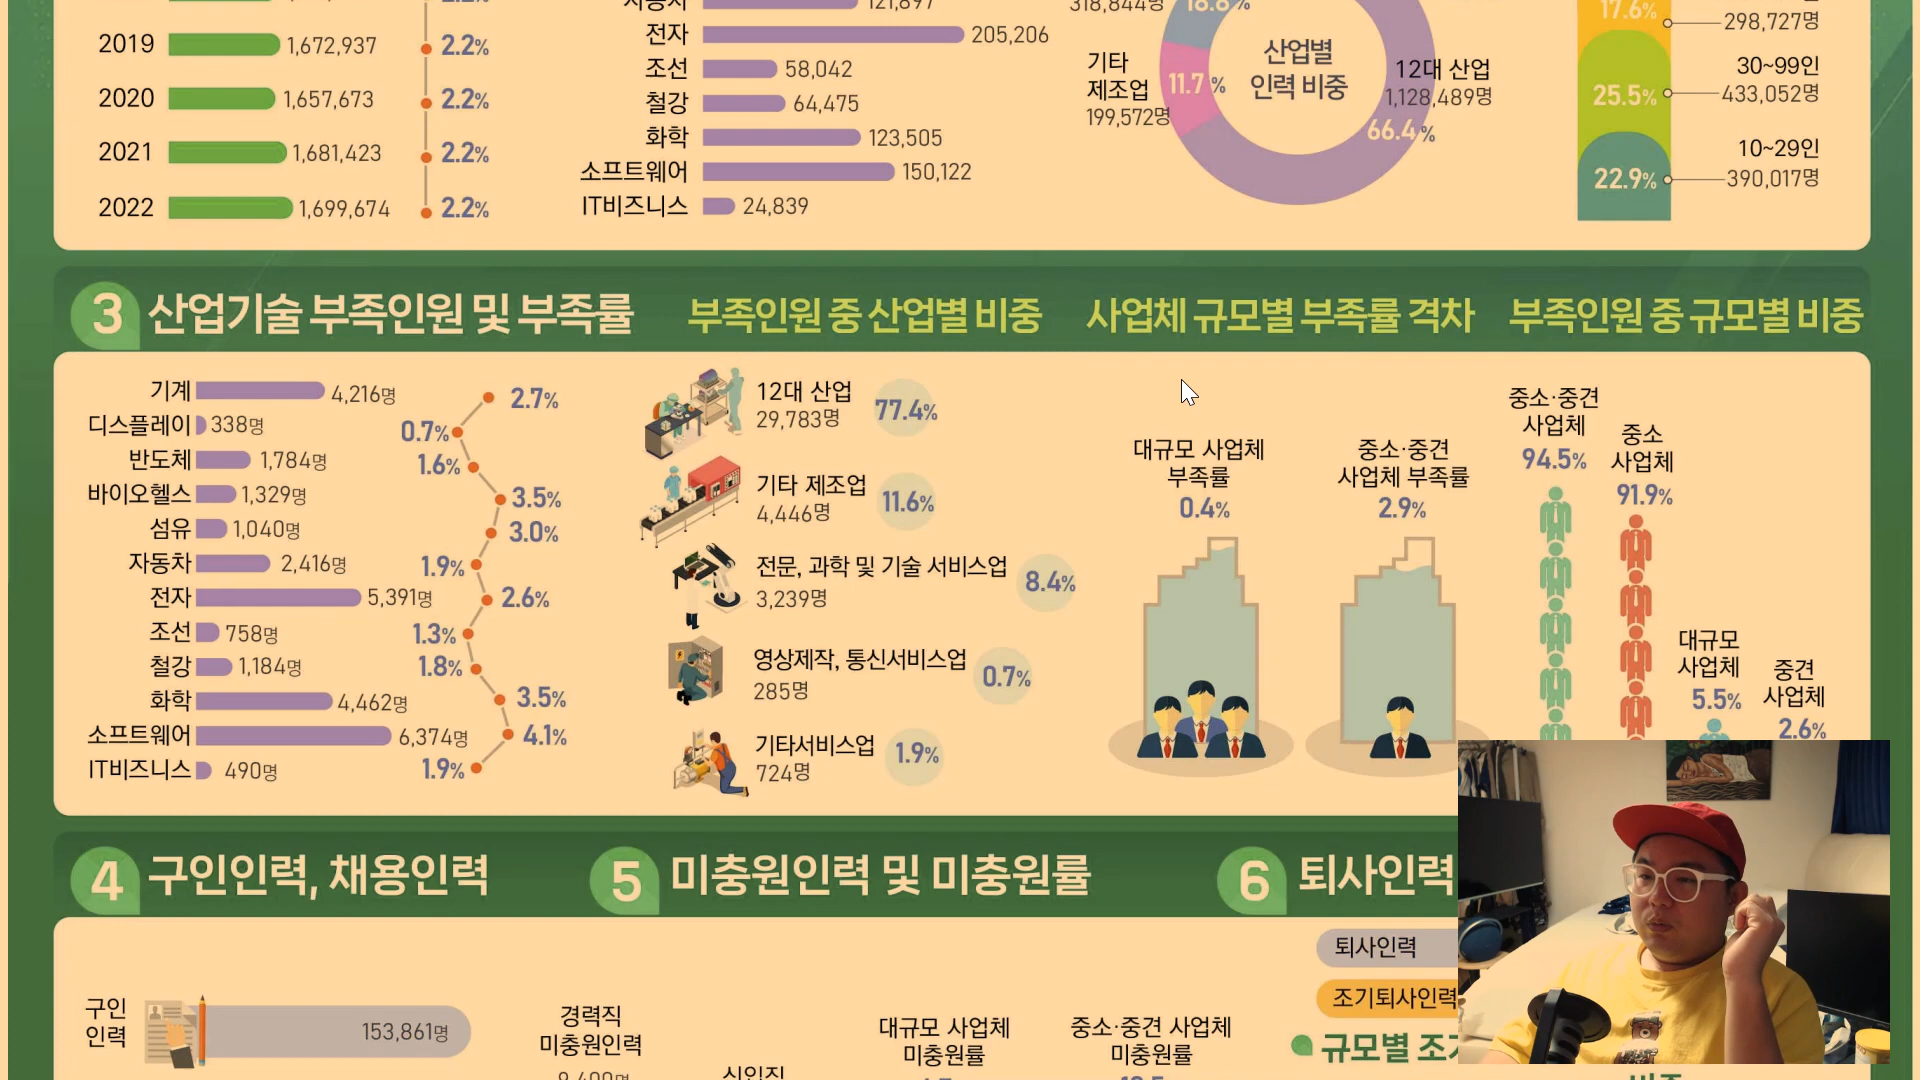 2019 1,672,937 2.2%
2020 1,657,673 2.2%
2021 1,681,423 2.2%
2022 1,699,674 2.2%
전자 205,206
조선 58,042
철강 64,475
화학 123,505
소프트웨어 150,122
IT비즈니스 24,839
318,844명 18.8%
기타
제조업
199,572명
11.7%
산업별
인력 비중
12대 산업
1,128,489명
66.4%
17.6%
298,727명
30~99인
25.5%
433,052명
10~29인
22.9%
390,017명
3 산업기술 부족인원 및 부족률
부족인원 중 산업별 비중
사업체 규모별 부족률 격차
부족인원 중 규모별 비중
기계 4,216명 2.7%
디스플레이 338명 0.7%
반도체 1,784명 1.6%
바이오헬스 1,329명 3.5%
섬유 1,040명 3.0%
자동차 2,416명 1.9%
전자 5,391명 2.6%
조선 758명 1.3%
철강 1,184명 1.8%
화학 4,462명 3.5%
소프트웨어 6,374명 4.1%
IT비즈니스 490명 1.9%
12대 산업
29,783명
77.4%
기타 제조업
4,446명
11.6%
전문, 과학 및 기술 서비스업
3,239명
8.4%
영상제작, 통신서비스업
285명
0.7%
기타서비스업
724명
1.9%
대규모 사업체
부족률
0.4%
중소·중견
사업체 부족률
2.9%
중소·중견
사업체
94.5%
중소
사업체
91.9%
대규모
사업체
5.5%
중견
사업체
2.6%
4 구인인력, 채용인력
5 미충원인력 및 미충원률
6 퇴사인력
구인
인력
153,861명
경력직
미충원인력
대규모 사업체
미충원률
중소·중견 사업체
미충원률
퇴사인력
조기퇴사인력
규모별 조